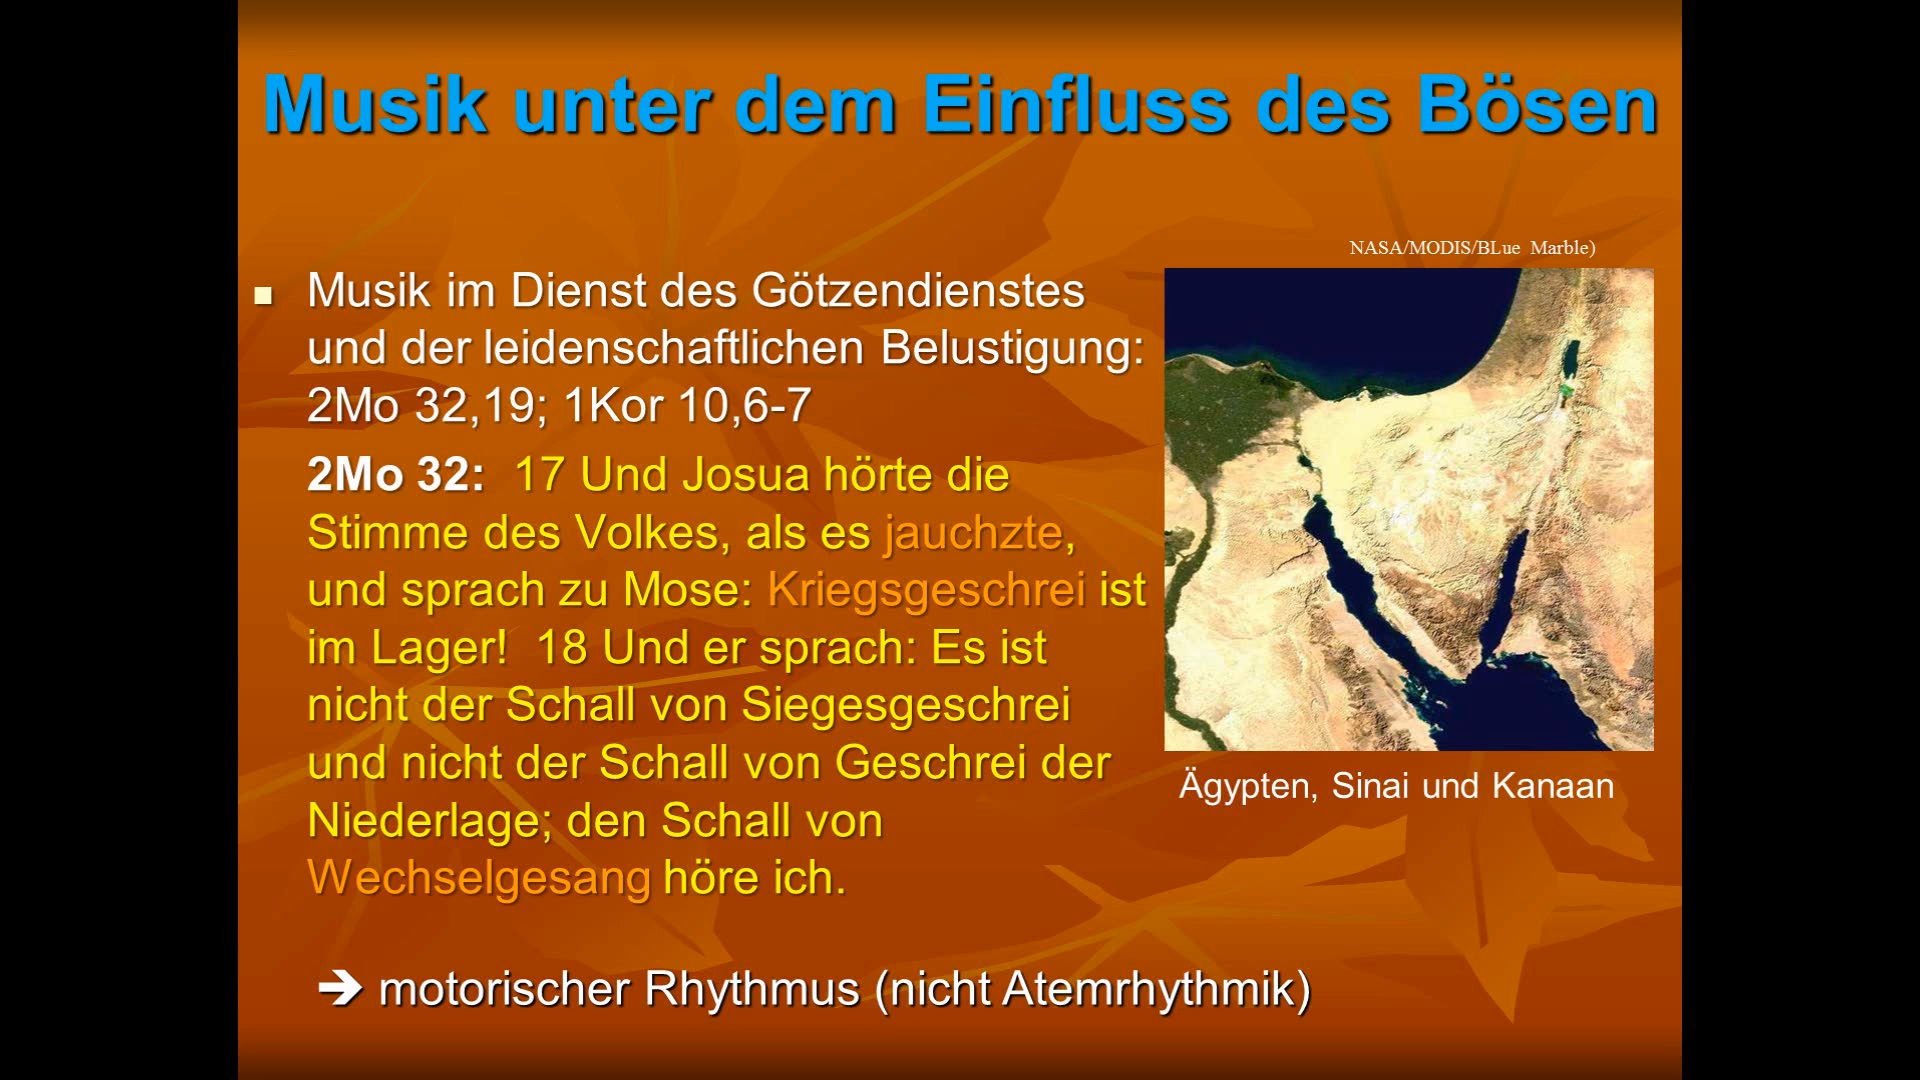 Musik unter dem Einfluss des Bösen
NASA/MODIS/BLue Marble)
Musik im Dienst des Götzendienstes
und der leidenschaftlichen Belustigung:
2Mo 32,19; 1Kor 10,6-7
2Mo 32: 17 Und Josua hörte die
Stimme des Volkes, als es jauchzte,
und sprach zu Mose: Kriegsgeschrei ist
im Lager! 18 Und er sprach: Es ist
nicht der Schall von Siegesgeschrei
und nicht der Schall von Geschrei der
Niederlage; den Schall von
Wechselgesang höre ich.
Ägypten, Sinai und Kanaan
➔ motorischer Rhythmus (nicht Atemrhythmik)